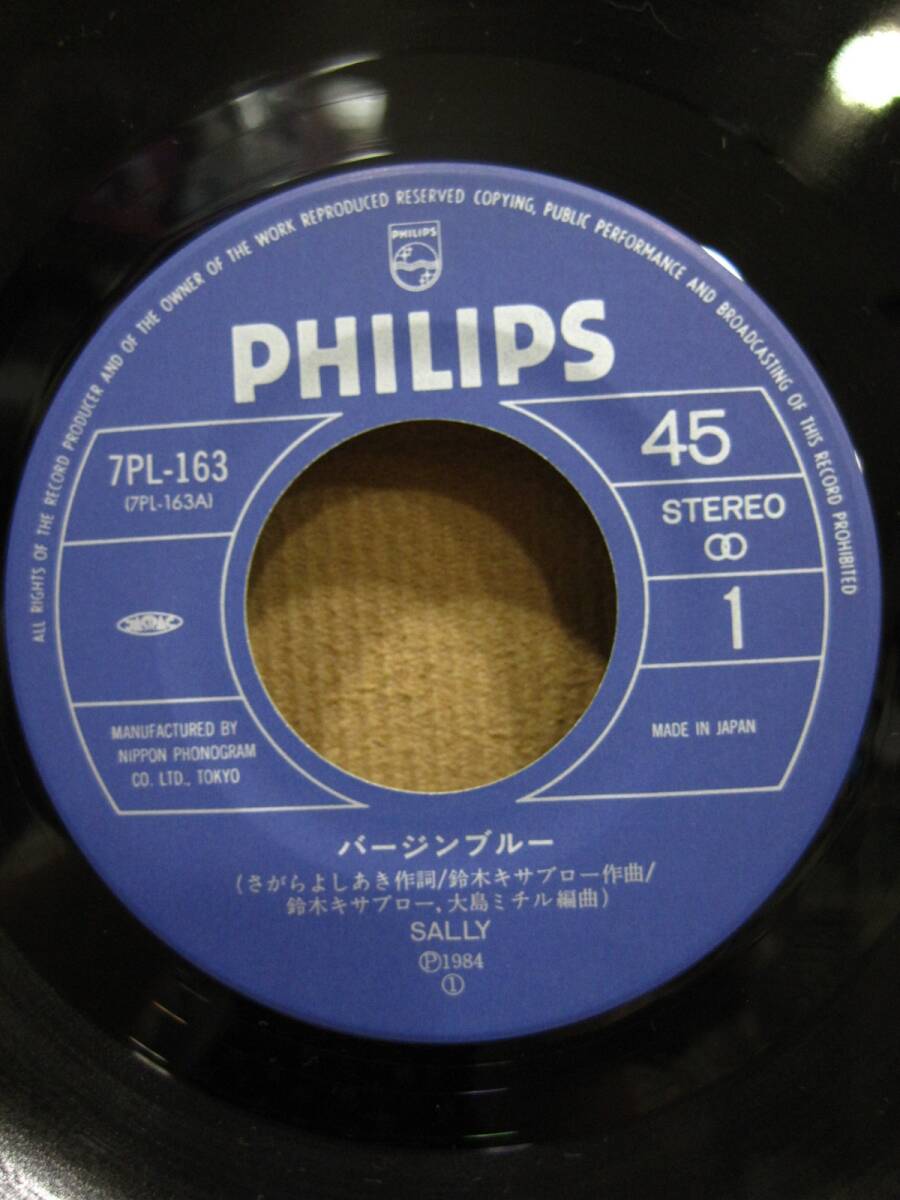 ALL RIGHTS OF THE RECORD PRODUCER AND OF THE OWNER OF THE WORK REPRODUCED RESERVED COPYING, PUBLIC PERFORMANCE AND BROADCASTING OF THIS RECORD PROHIBITED
PHILIPS
PHILIPS
7PL-163
(7PL-163A)
45
STEREO
1
JASRAC
MANUFACTURED BY
NIPPON PHONOGRAM
CO. LTD., TOKYO
MADE IN JAPAN
バージンブルー
(さがらよしあき作詞/鈴木キサブロー作曲/
鈴木キサブロー,大島ミチル編曲)
SALLY
Ⓟ1984
①